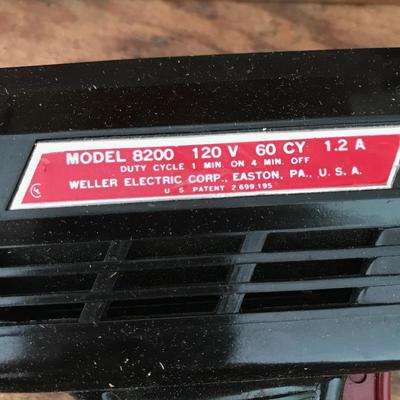 MODEL 8200 120 V 60 CY 1.2 A
DUTY CYCLE 1 MIN. ON 4 MIN. OFF
WELLER ELECTRIC CORP., EASTON, PA., U. S. A.
U. S. PATENT 2 699.195